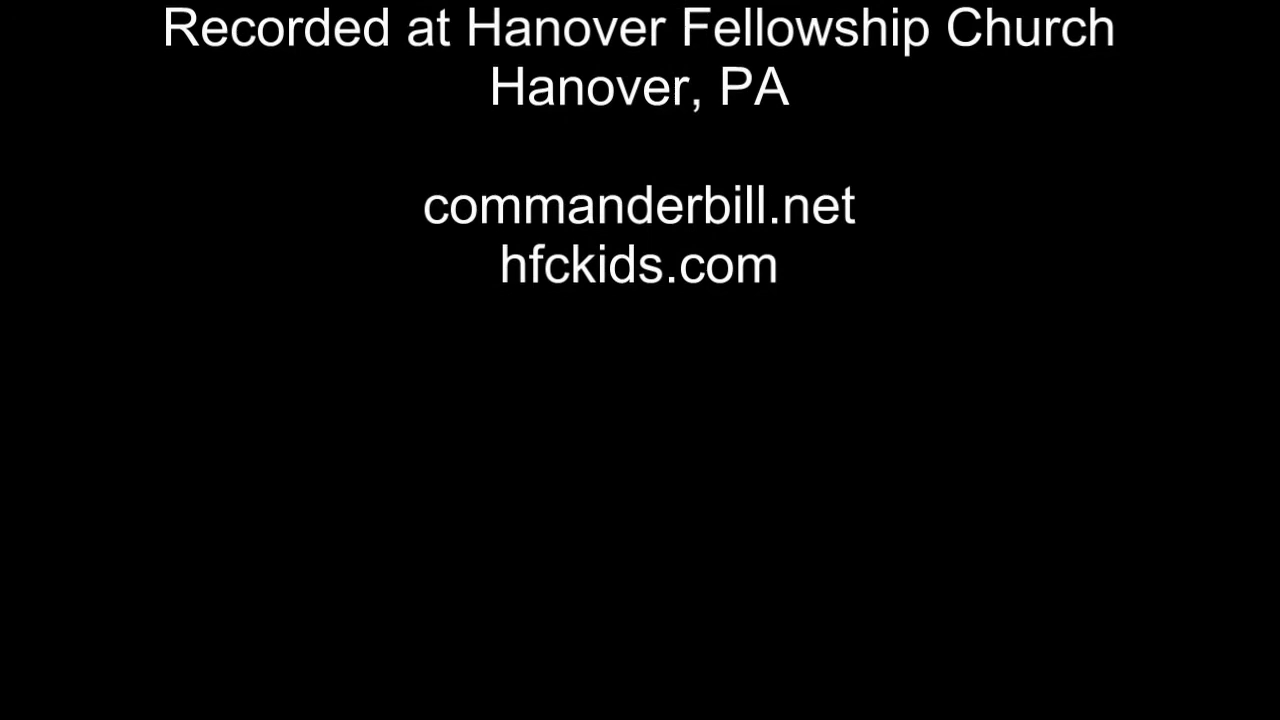 Recorded at Hanover Fellowship Church
Hanover, PA
commanderbill.net
hfckids.com